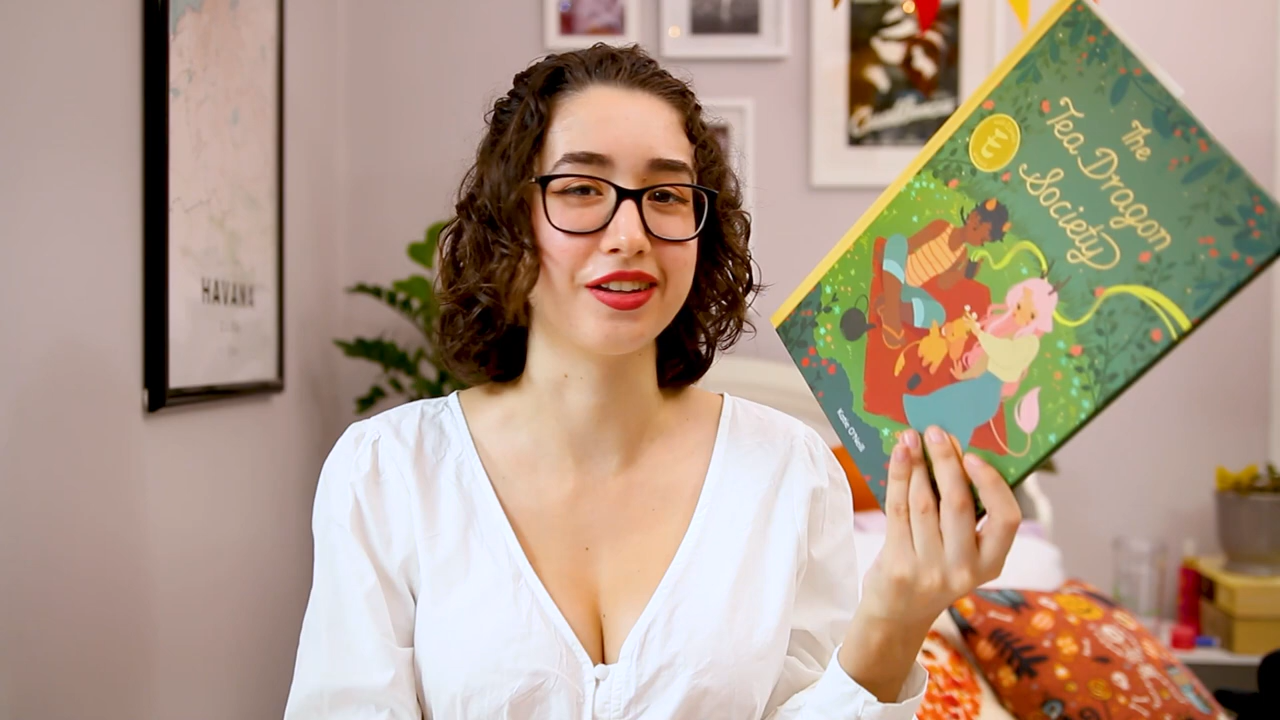 HAVANA
The
Tea Dragon
Society
Katie O'Neill